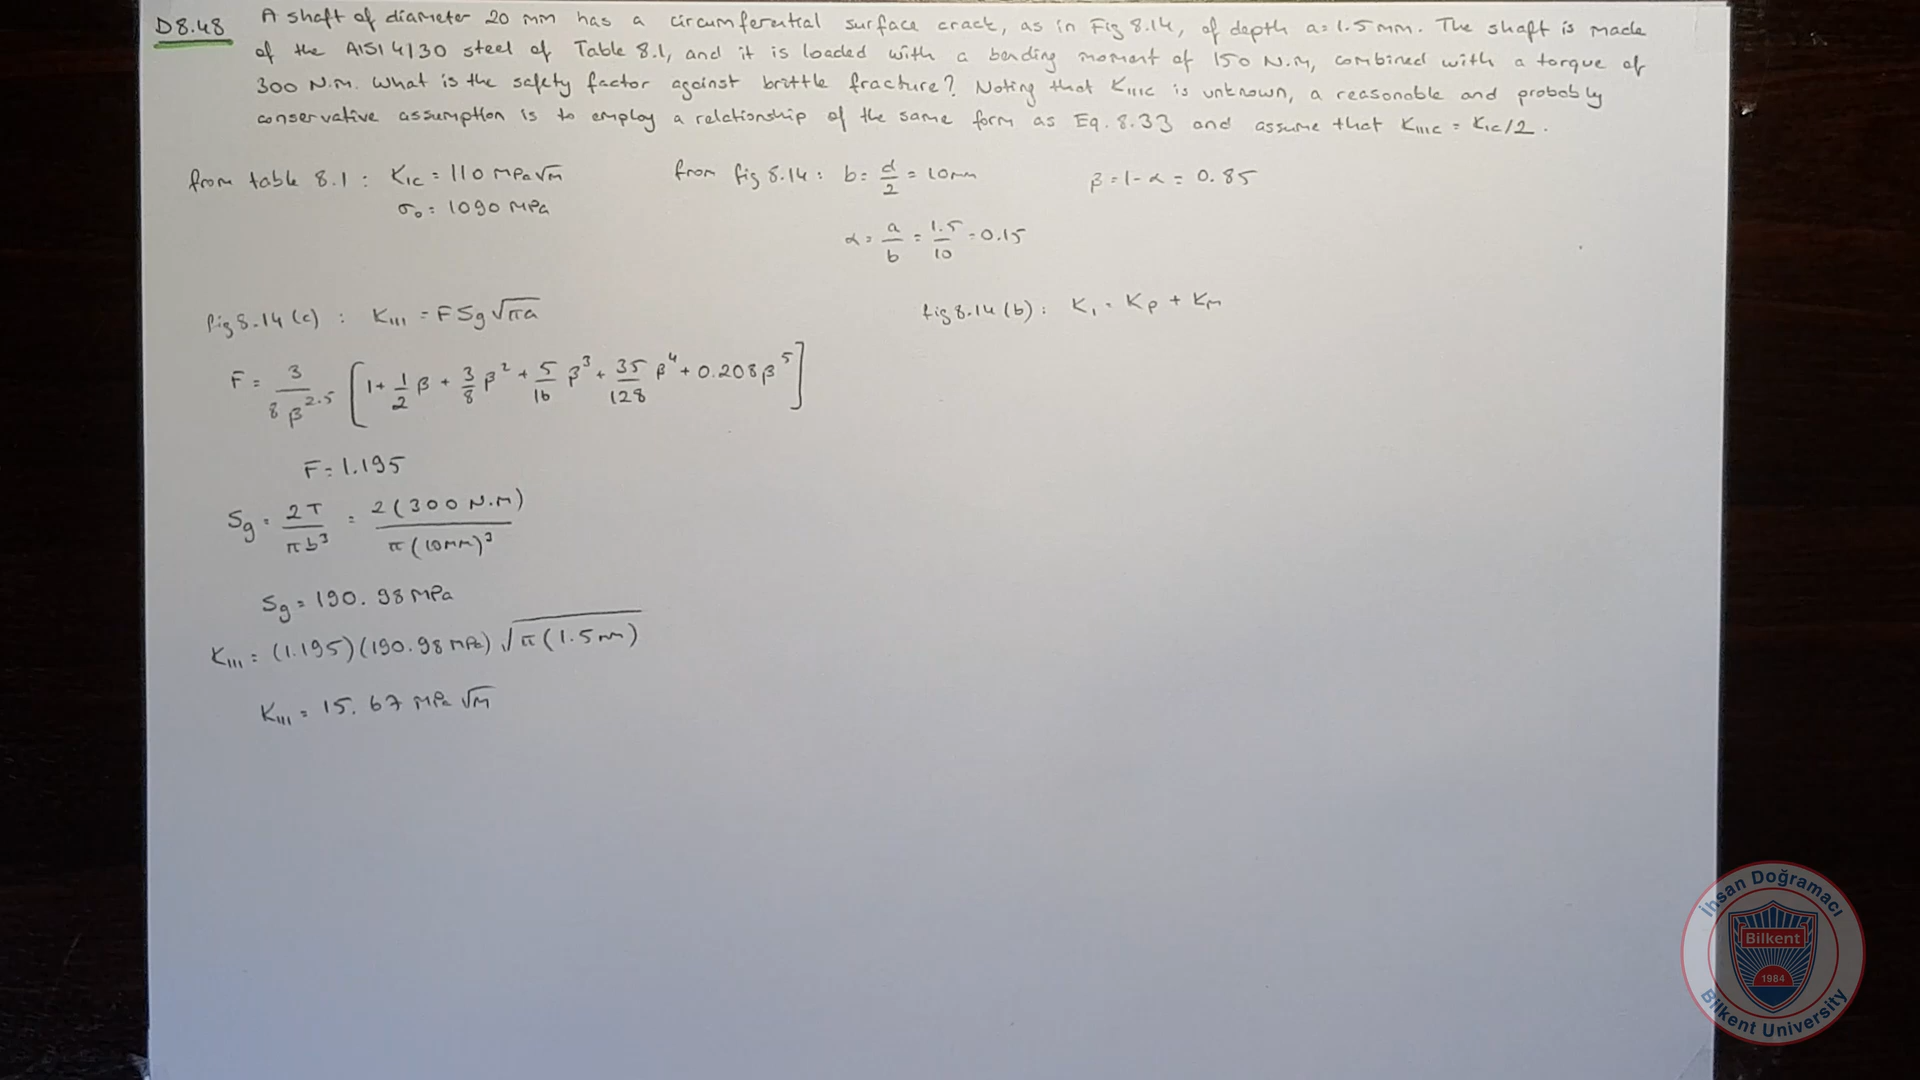 D8.48 A shaft of diameter 20 mm has a circumferential surface crack, as in Fig 8.14, of depth a=1.5mm. The shaft is made
of the AISI 4130 steel of Table 8.1, and it is loaded with a bending moment of 150 N.m, combined with a torque of
300 N.m. What is the safety factor against brittle fracture? Noting that KIIIc is unknown, a reasonable and probably
conservative assumption is to employ a relationship of the same form as Eq. 8.33 and assume that KIIIc = KIc/2.
from table 8.1: KIC = 110 MPa√m
σo = 1090 MPa
from fig 8.14: b = d/2 = 10mm
α = a/b = 1.5/10 = 0.15
β = 1-α = 0.85
fig 8.14 (c): KIII = F Sg √πa
F = 3/8β^2.5 [1 + 1/2 β + 3/8 β^2 + 5/16 β^3 + 35/128 β^4 + 0.208β^5]
F = 1.195
Sg = 2T/πb^3 = 2(300 N.m)/π(10mm)^3
Sg = 190.98 MPa
KIII = (1.195)(190.98 MPa) √π(1.5mm)
KIII = 15.67 MPa √m
fig 8.14 (b): KI = KP + KM
İhsan Doğramacı
Bilkent
1984
Bilkent University